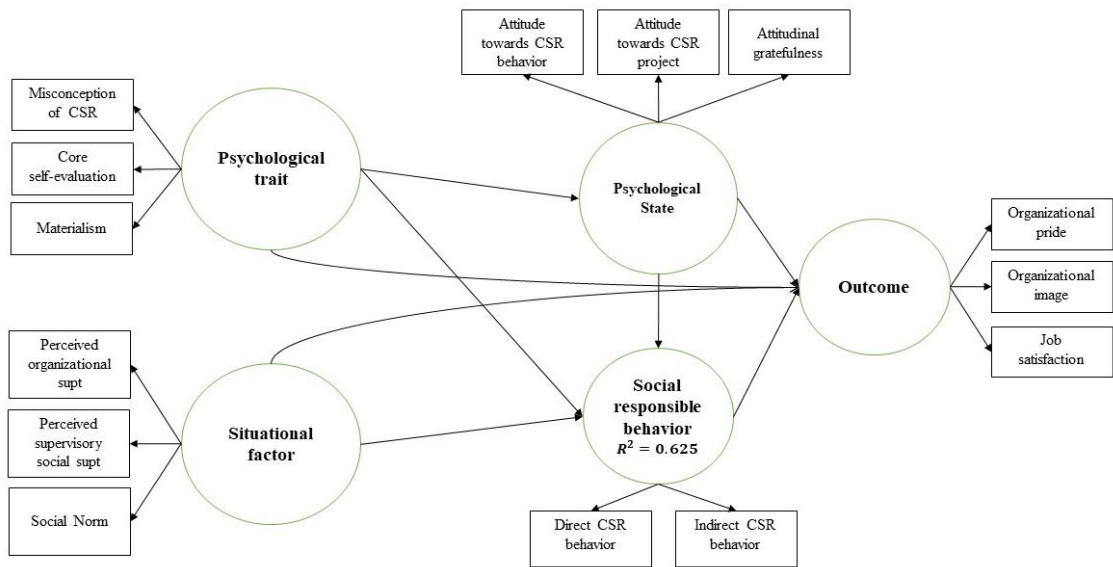 Attitude
towards CSR
behavior
Attitude
towards CSR
project
Attitudinal
gratefulness
Misconception
of CSR
Core
self-evaluation
Materialism
Psychological
trait
Psychological
State
Organizational
pride
Organizational
image
Job
satisfaction
Outcome
Perceived
organizational
supt
Perceived
supervisory
social supt
Social Norm
Situational
factor
Social
responsible
behavior
R² = 0.625
Direct CSR
behavior
Indirect CSR
behavior